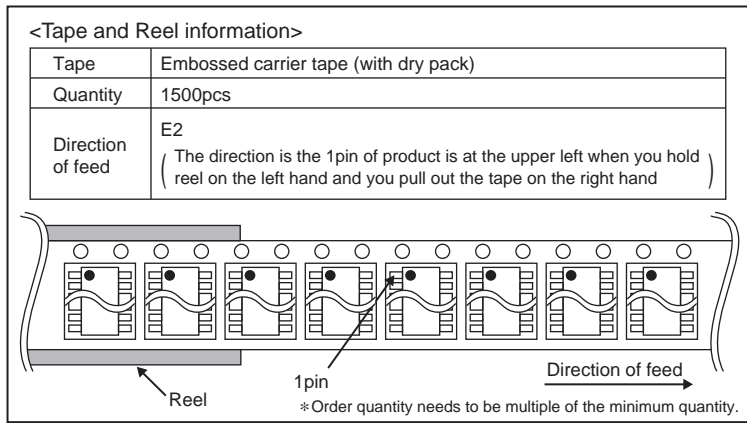 <Tape and Reel information>
Tape Embossed carrier tape (with dry pack)
Quantity 1500pcs
Direction of feed E2
( The direction is the 1pin of product is at the upper left when you hold
reel on the left hand and you pull out the tape on the right hand )
1pin
Direction of feed
Reel
*Order quantity needs to be multiple of the minimum quantity.